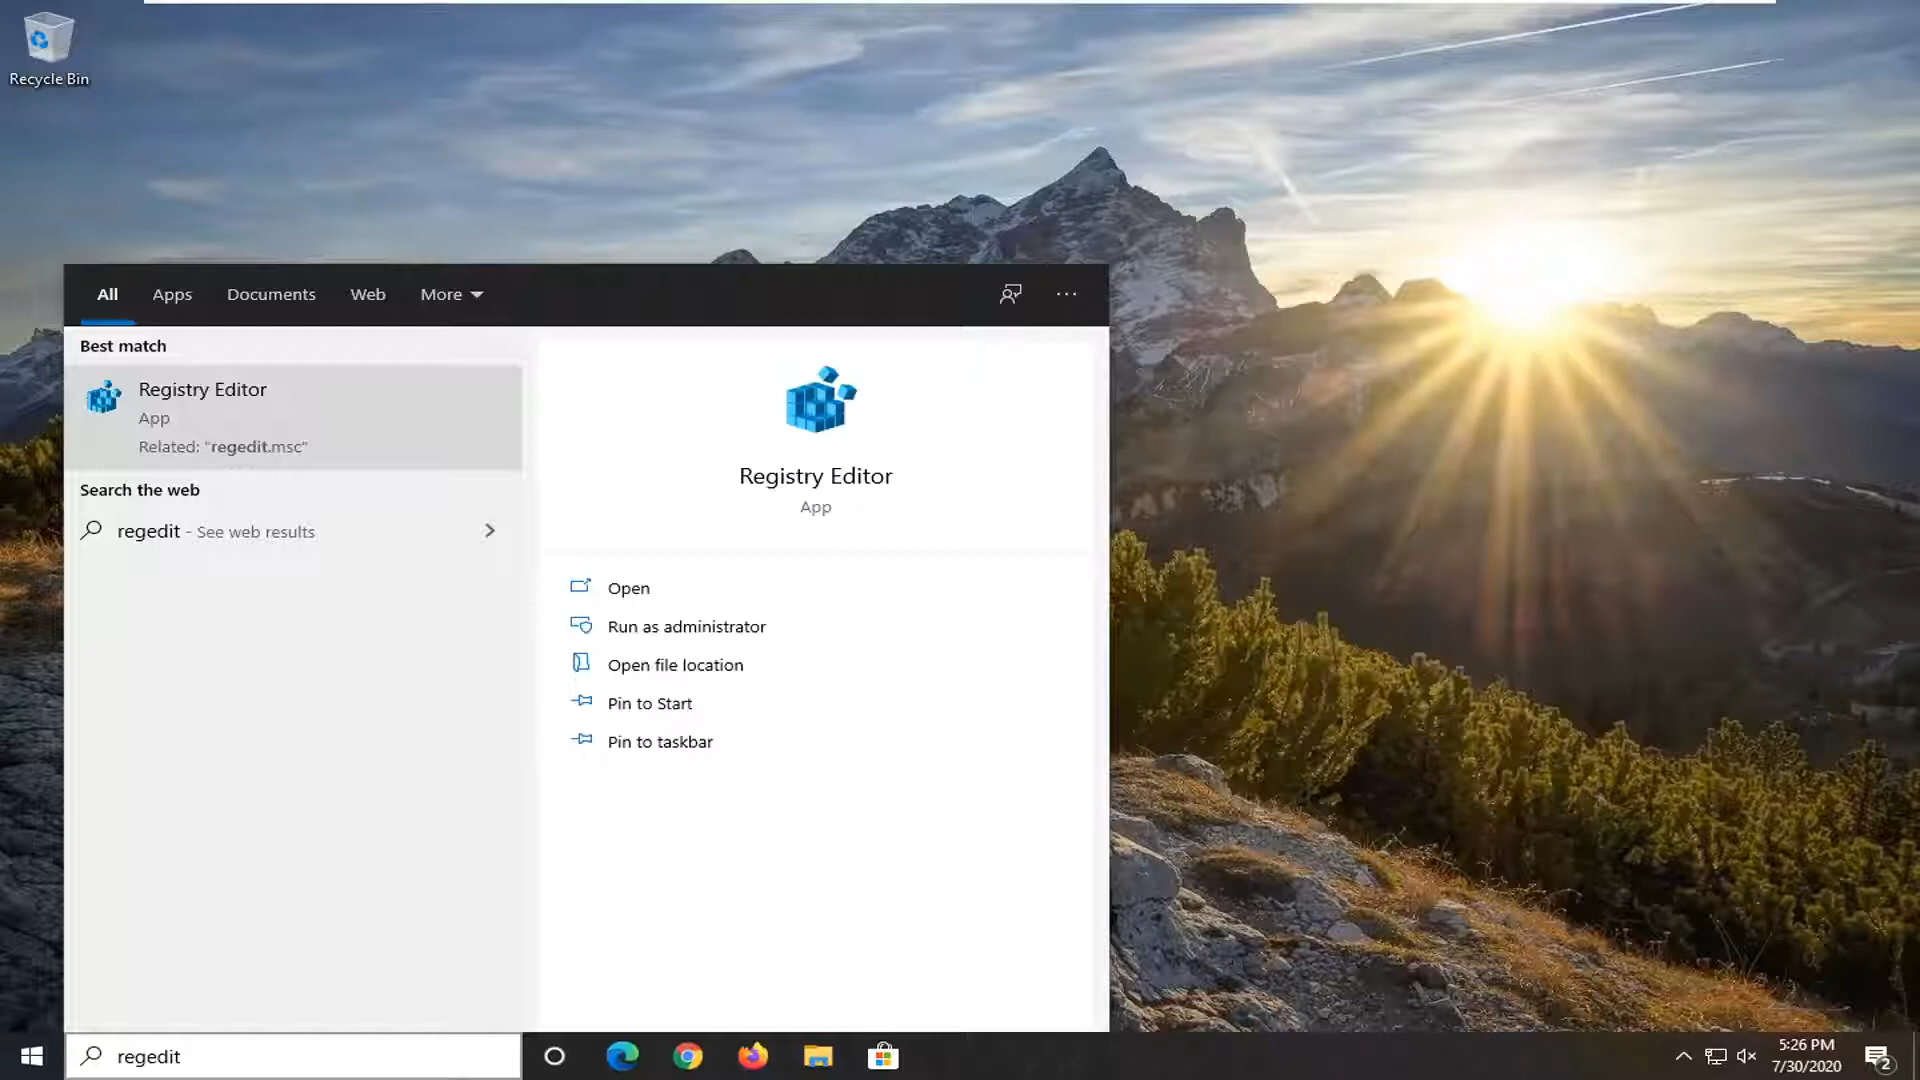 Recycle Bin
All Apps Documents Web More ...
Best match
Registry Editor
App
Related: "regedit.msc"
Search the web
regedit - See web results
Registry Editor
App
Open
Run as administrator
Open file location
Pin to Start
Pin to taskbar
regedit
5:26 PM
7/30/2020
2